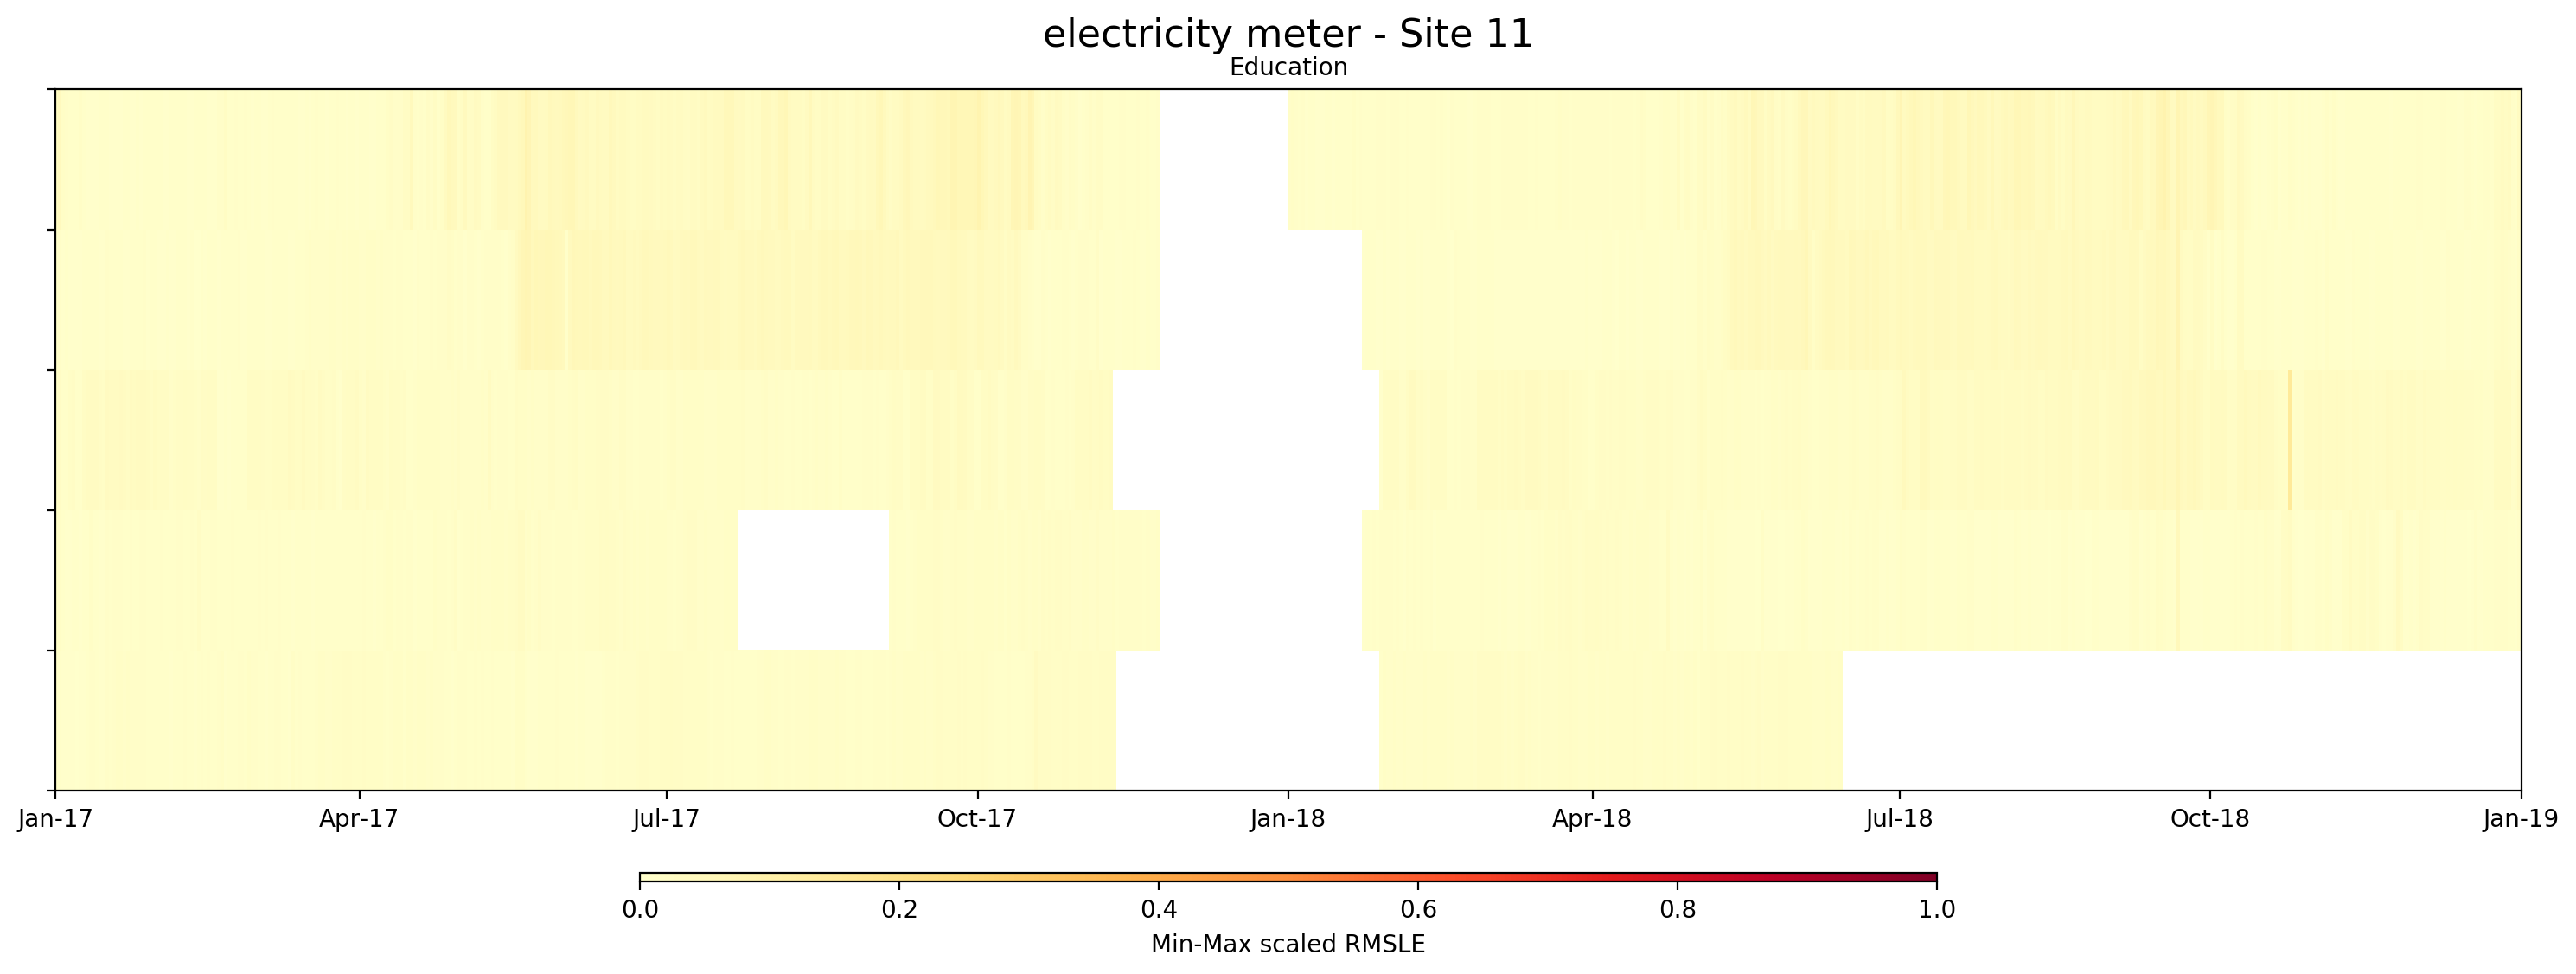 electricity meter - Site 11
Education
Jan-17 Apr-17 Jul-17 Oct-17 Jan-18 Apr-18 Jul-18 Oct-18 Jan-19
0.0 0.2 0.4 0.6 0.8 1.0
Min-Max scaled RMSLE